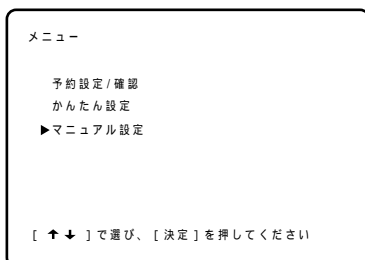 メニュー
予約設定/確認
かんたん設定
▶マニュアル設定
[ ↑↓ ]で選び、[決定]を押してください